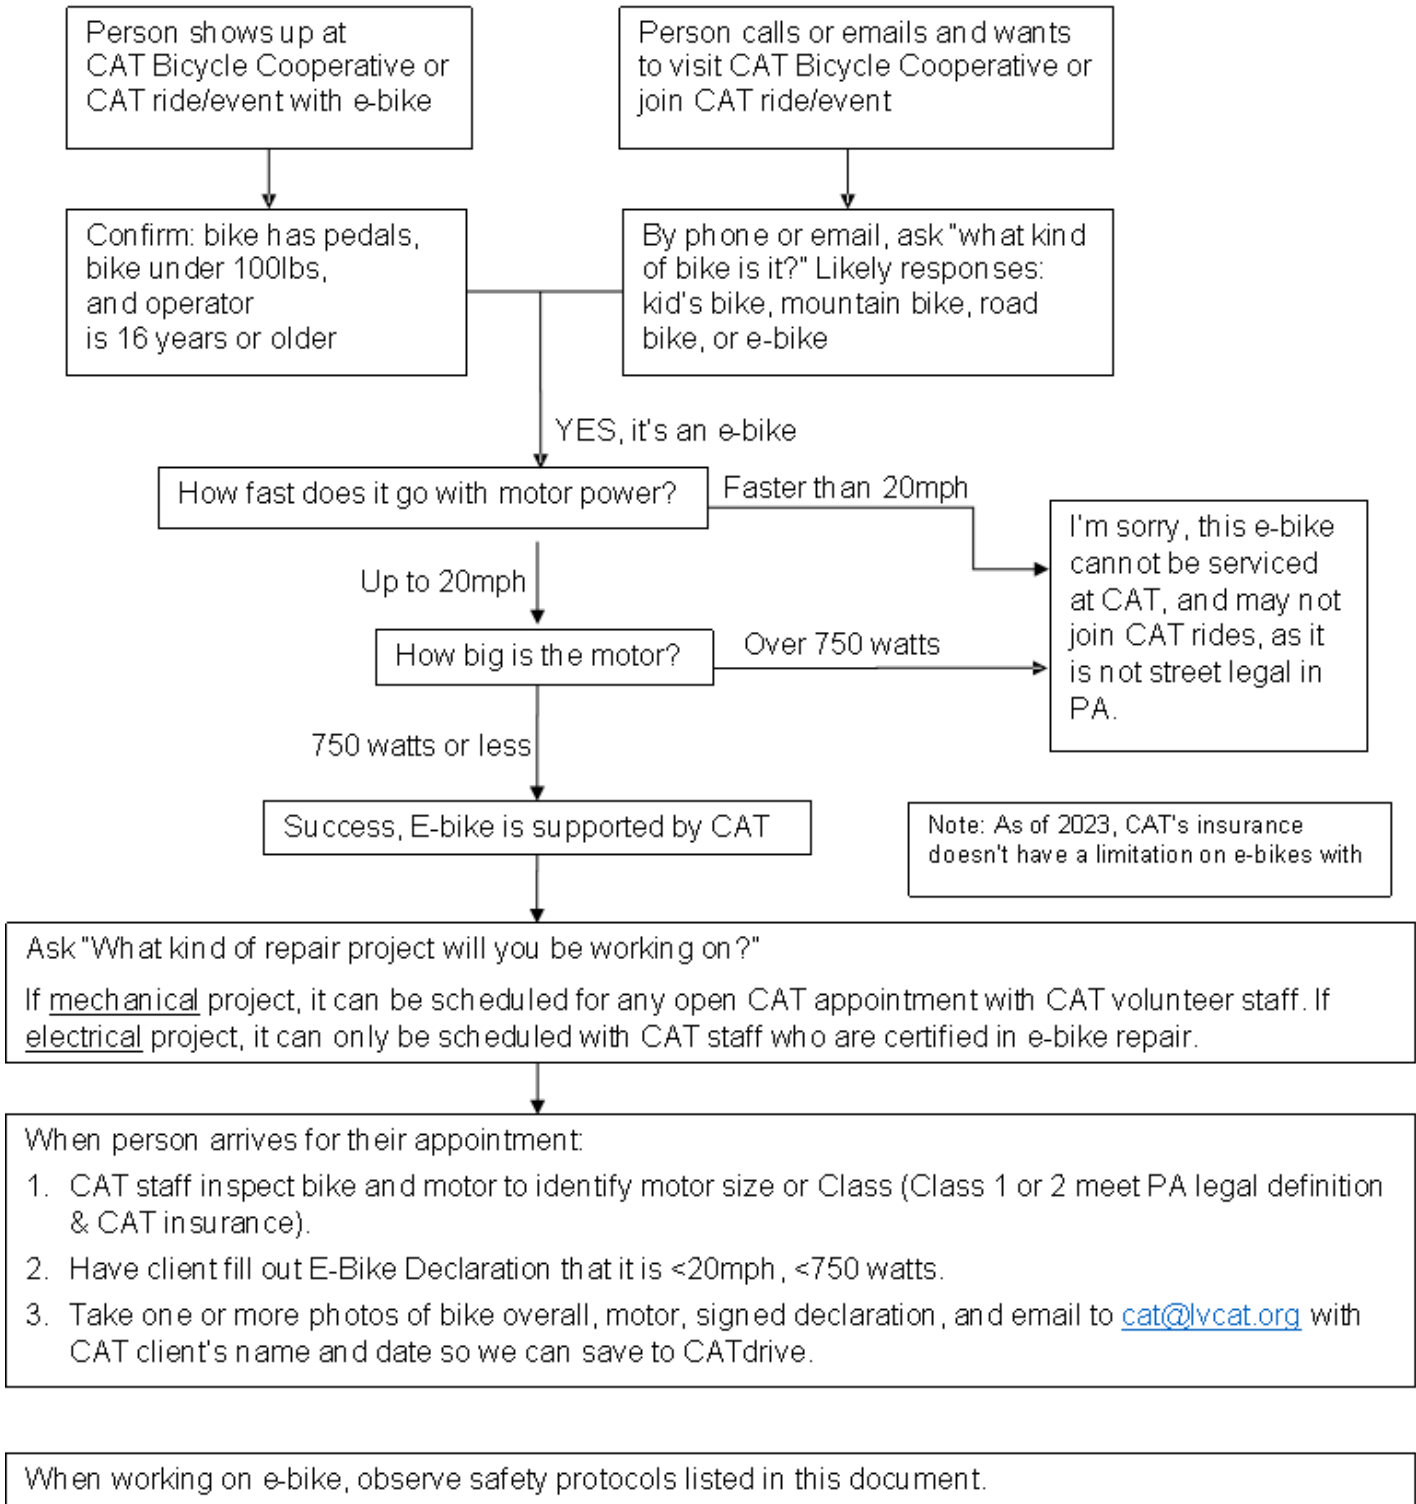 Person shows up at
CAT Bicycle Cooperative or
CAT ride/event with e-bike
Person calls or emails and wants
to visit CAT Bicycle Cooperative or
join CAT ride/event
Confirm: bike has pedals,
bike under 100lbs,
and operator
is 16 years or older
By phone or email, ask "what kind
of bike is it?" Likely responses:
kid's bike, mountain bike, road
bike, or e-bike
YES, it's an e-bike
How fast does it go with motor power?
Faster than 20mph
I'm sorry, this e-bike
cannot be serviced
at CAT, and may not
join CAT rides, as it
is not street legal in
PA.
Up to 20mph
How big is the motor?
Over 750 watts
750 watts or less
Success, E-bike is supported by CAT
Note: As of 2023, CAT's insurance
doesn't have a limitation on e-bikes with
Ask "What kind of repair project will you be working on?"
If mechanical project, it can be scheduled for any open CAT appointment with CAT volunteer staff. If
electrical project, it can only be scheduled with CAT staff who are certified in e-bike repair.
When person arrives for their appointment:
1. CAT staff inspect bike and motor to identify motor size or Class (Class 1 or 2 meet PA legal definition
& CAT insurance).
2. Have client fill out E-Bike Declaration that it is <20mph, <750 watts.
3. Take one or more photos of bike overall, motor, signed declaration, and email to cat@lvcat.org with
CAT client's name and date so we can save to CATdrive.
When working on e-bike, observe safety protocols listed in this document.